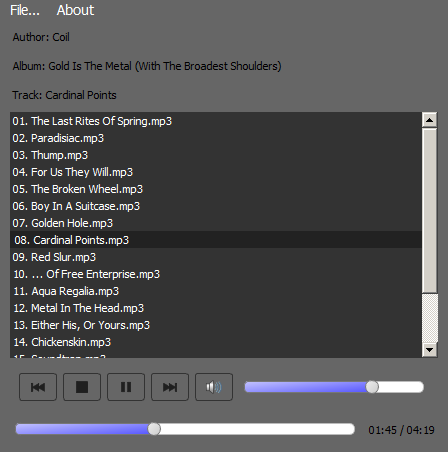 File... About
Author: Coil
Album: Gold Is The Metal (With The Broadest Shoulders)
Track: Cardinal Points
01. The Last Rites Of Spring.mp3
02. Paradisiac.mp3
03. Thump.mp3
04. For Us They Will.mp3
05. The Broken Wheel.mp3
06. Boy In A Suitcase.mp3
07. Golden Hole.mp3
08. Cardinal Points.mp3
09. Red Slur.mp3
10. ... Of Free Enterprise.mp3
11. Aqua Regalia.mp3
12. Metal In The Head.mp3
13. Either His, Or Yours.mp3
14. Chickenskin.mp3
15. Soundtrap.mp3
01:45 / 04:19